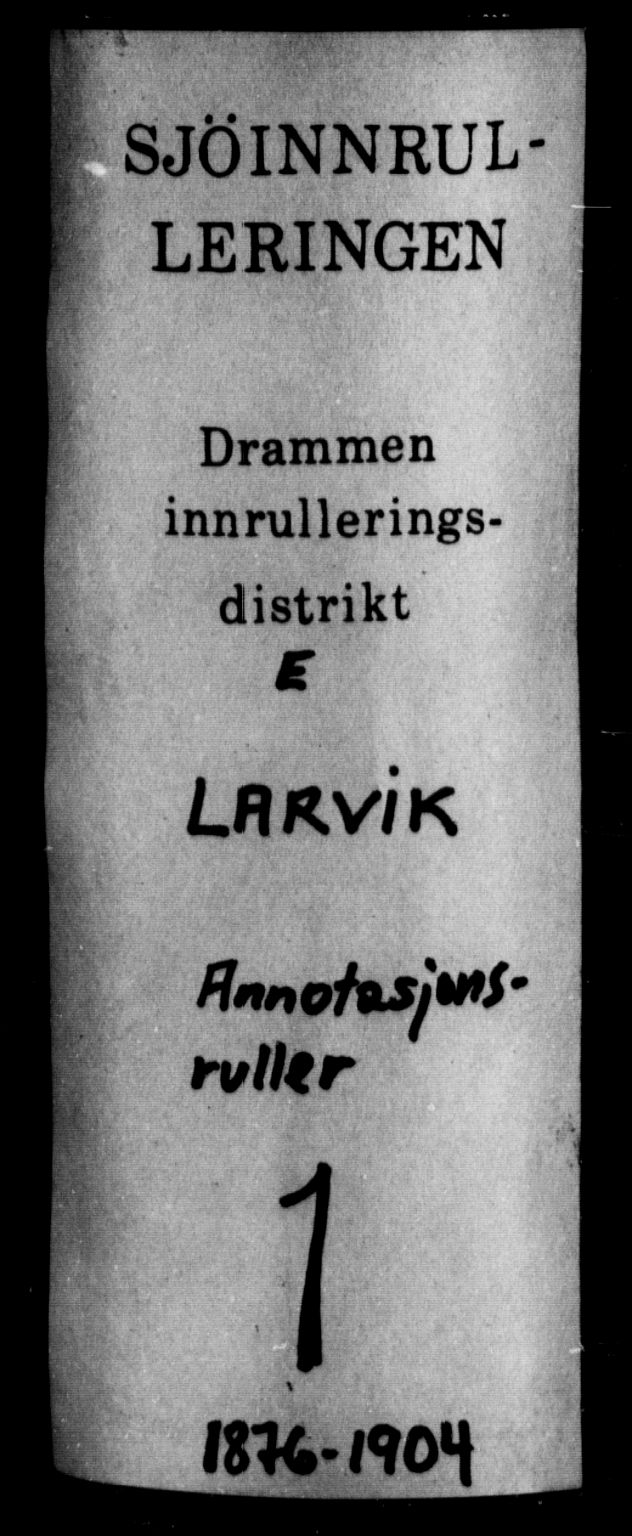 SJÖINNRUL-
LERINGEN
Drammen
innrullerings-
distrikt
E
LARVIK
Annotasjons-
ruller
1
1876-1904